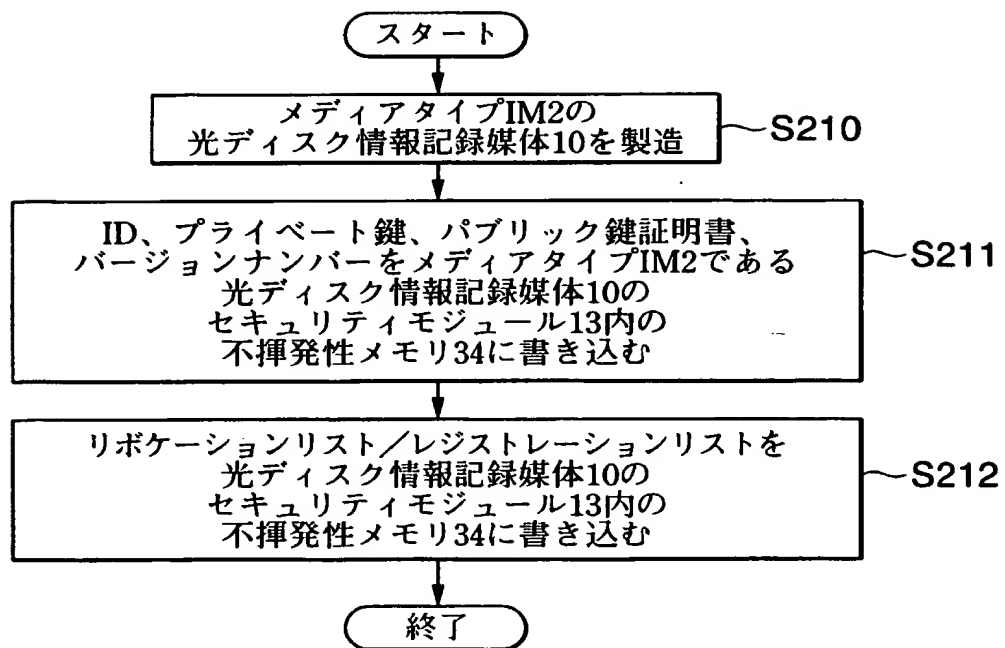 スタート
メディアタイプIM2の
光ディスク情報記録媒体10を製造
S210
ID、プライベート鍵、パブリック鍵証明書、
バージョンナンバーをメディアタイプIM2である
光ディスク情報記録媒体10の
セキュリティモジュール13内の
不揮発性メモリ34に書き込む
S211
リボケーションリスト／レジストレーションリストを
光ディスク情報記録媒体10の
セキュリティモジュール13内の
不揮発性メモリ34に書き込む
S212
終了